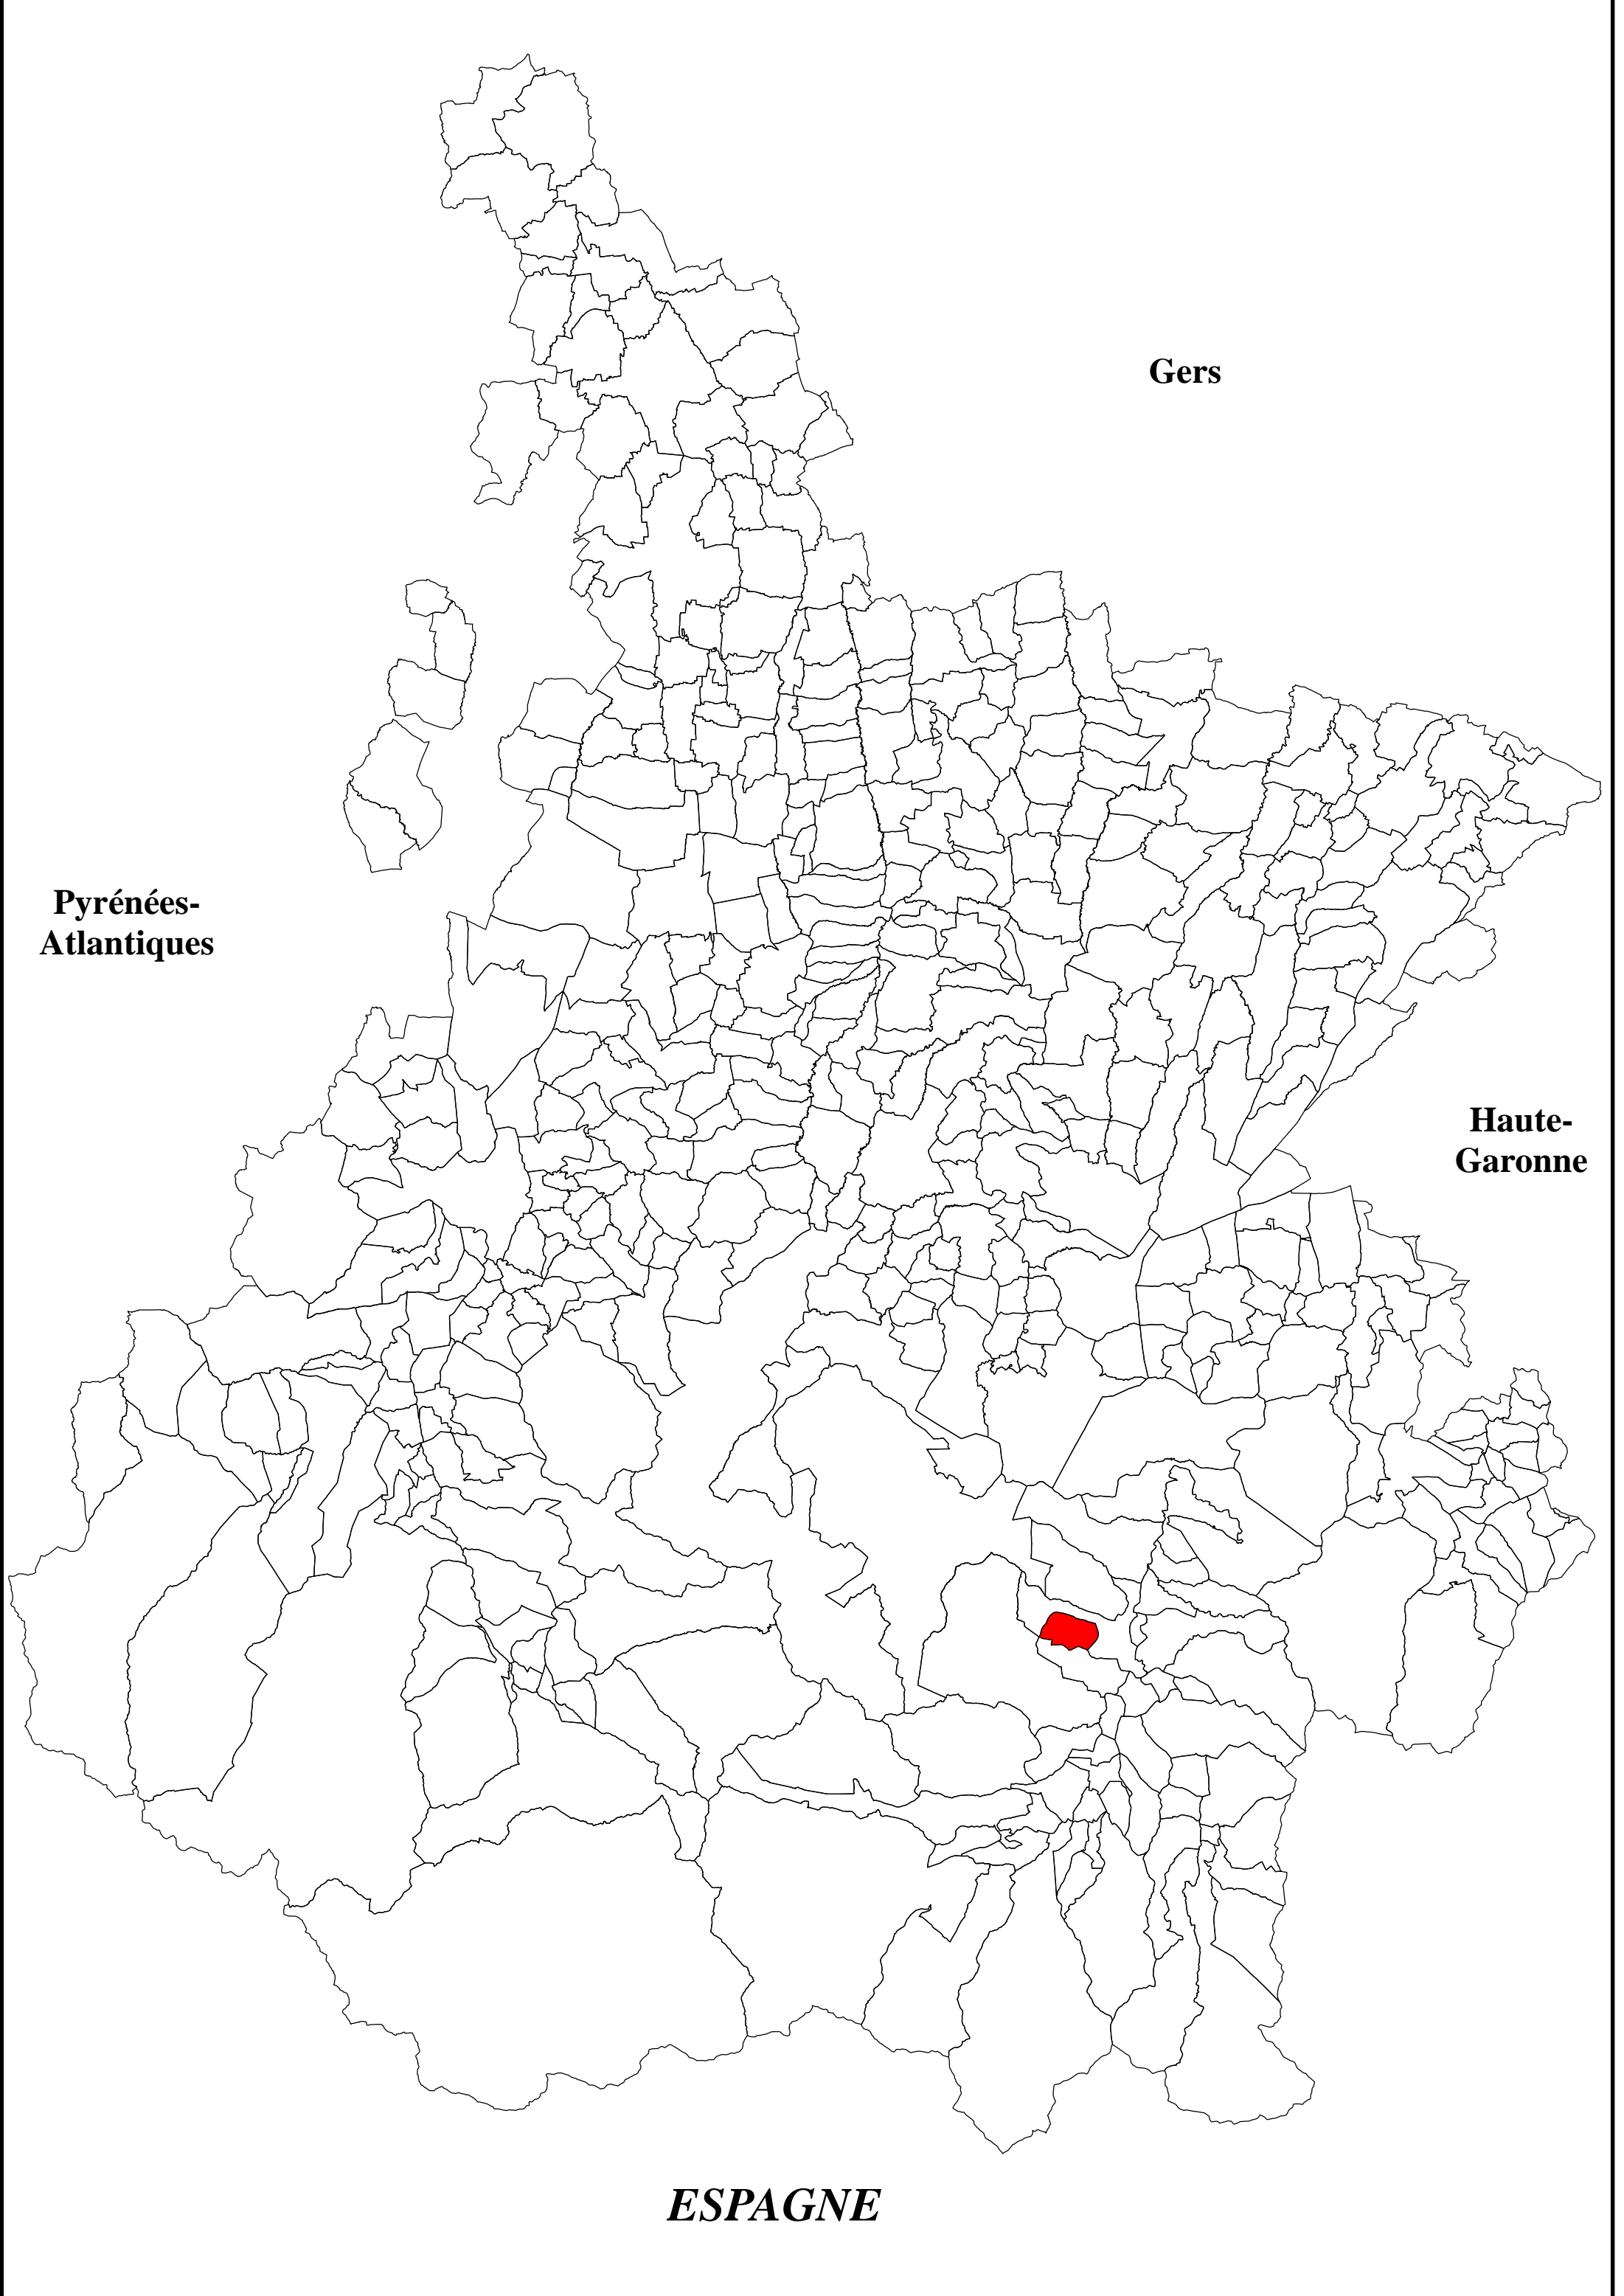 Gers
Pyrénées-
Atlantiques
Haute-
Garonne
ESPAGNE